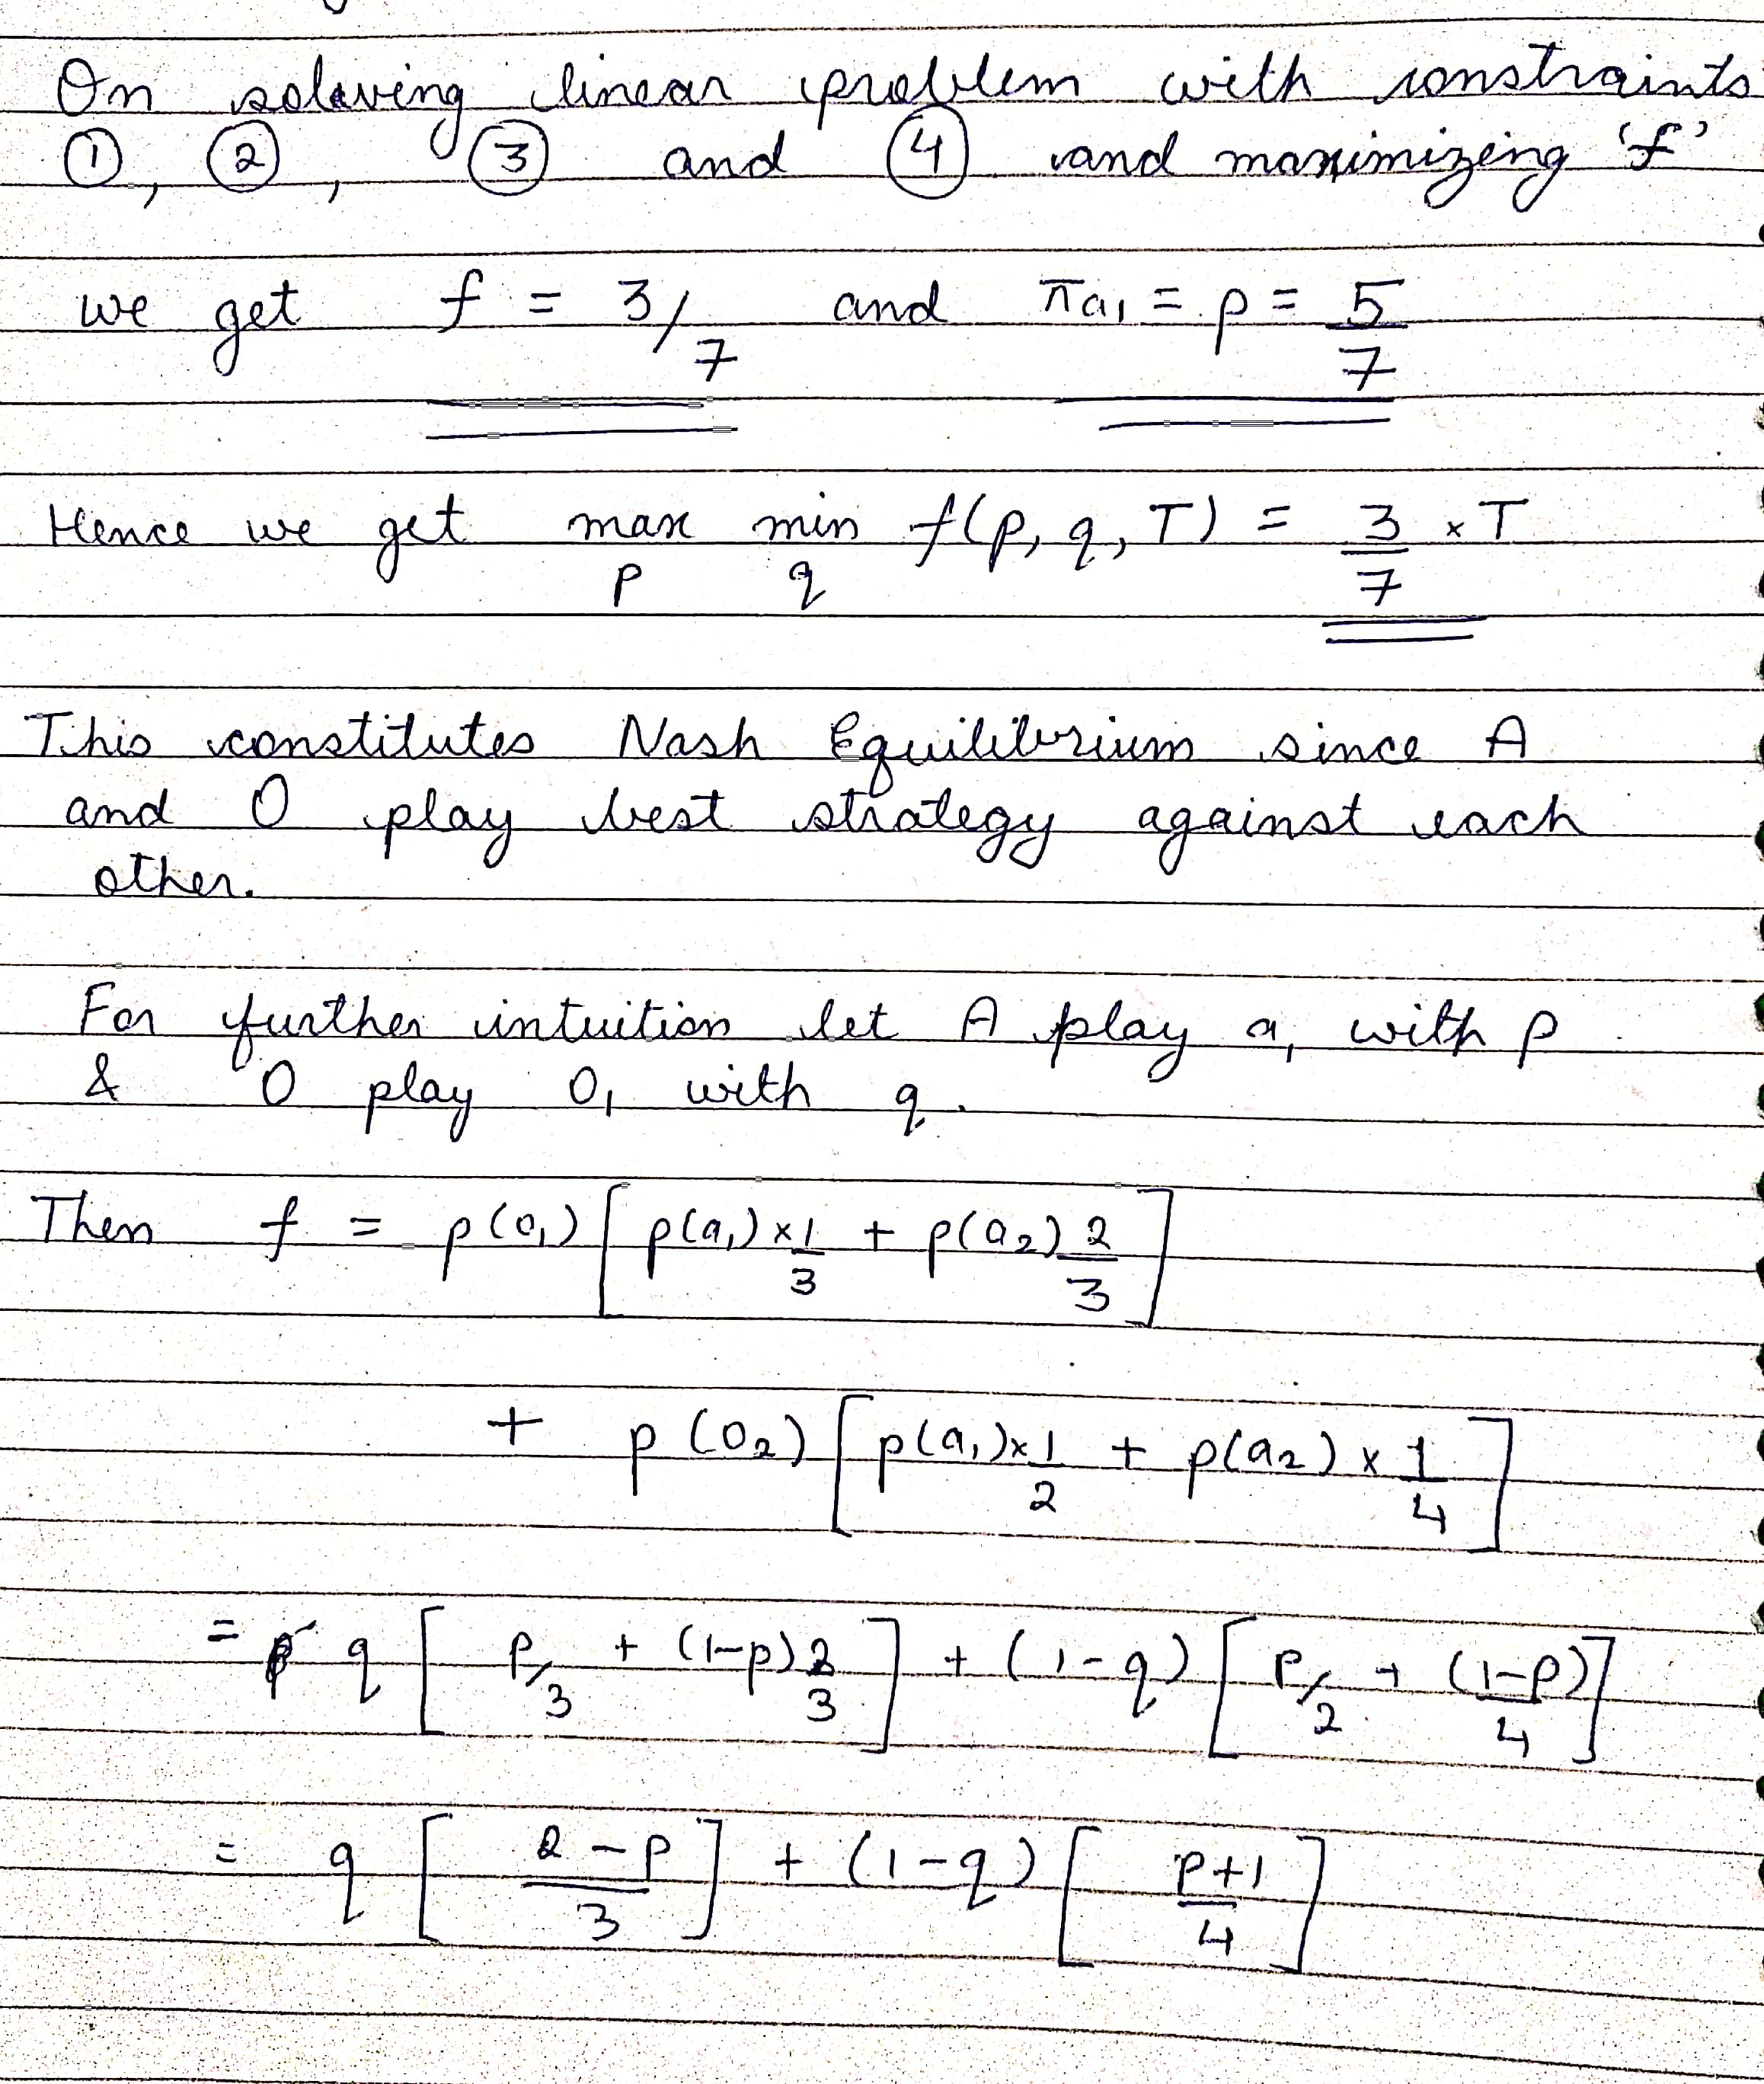 On solving linear problem with constraints
①, ②, ③ and ④ and maximizing 'f'
we get f = 3/7 and πa₁ = p = 5/7
Hence we get max_p min_q f(p, q, T) = 3/7 × T
This constitutes Nash Equilibrium since A
and O play best strategy against each
other.
For further intuition let A play a₁ with p
& O play O₁ with q.
Then f = p(o₁) [ p(a₁) × 1/3 + p(a₂) 2/3 ]
+ p(o₂) [ p(a₁) × 1/2 + p(a₂) × 1/4 ]
= q [ p/3 + (1-p) 2/3 ] + (1-q) [ p/2 + (1-p)/4 ]
= q [ (2-p)/3 ] + (1-q) [ (p+1)/4 ]